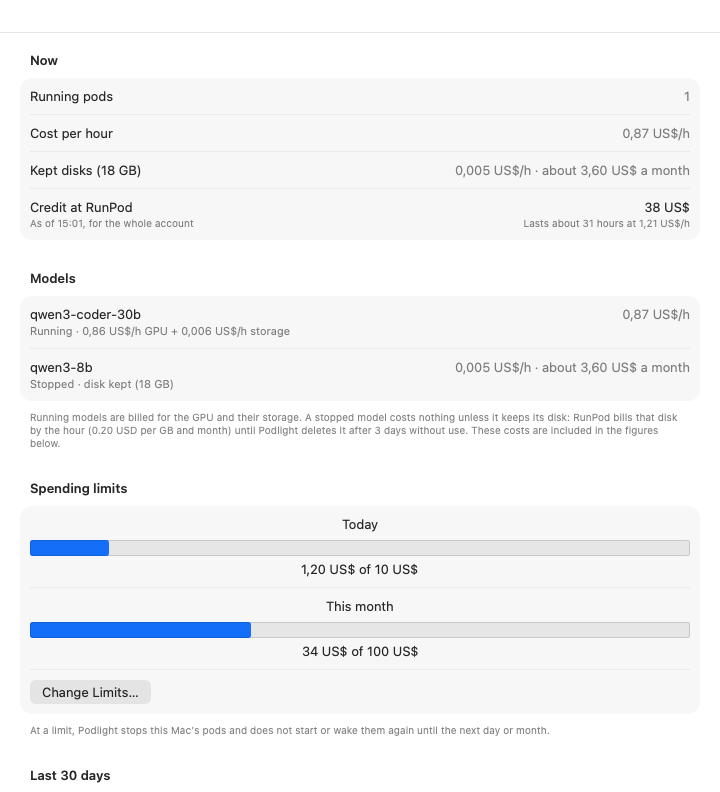 Now
Running pods
1
Cost per hour
0,87 US$/h
Kept disks (18 GB)
0,005 US$/h · about 3,60 US$ a month
Credit at RunPod
38 US$
As of 15:01, for the whole account
Lasts about 31 hours at 1,21 US$/h
Models
qwen3-coder-30b
0,87 US$/h
Running · 0,86 US$/h GPU + 0,006 US$/h storage
qwen3-8b
0,005 US$/h · about 3,60 US$ a month
Stopped · disk kept (18 GB)
Running models are billed for the GPU and their storage. A stopped model costs nothing unless it keeps its disk: RunPod bills that disk
by the hour (0.20 USD per GB and month) until Podlight deletes it after 3 days without use. These costs are included in the figures
below.
Spending limits
Today
1,20 US$ of 10 US$
This month
34 US$ of 100 US$
Change Limits…
At a limit, Podlight stops this Mac's pods and does not start or wake them again until the next day or month.
Last 30 days